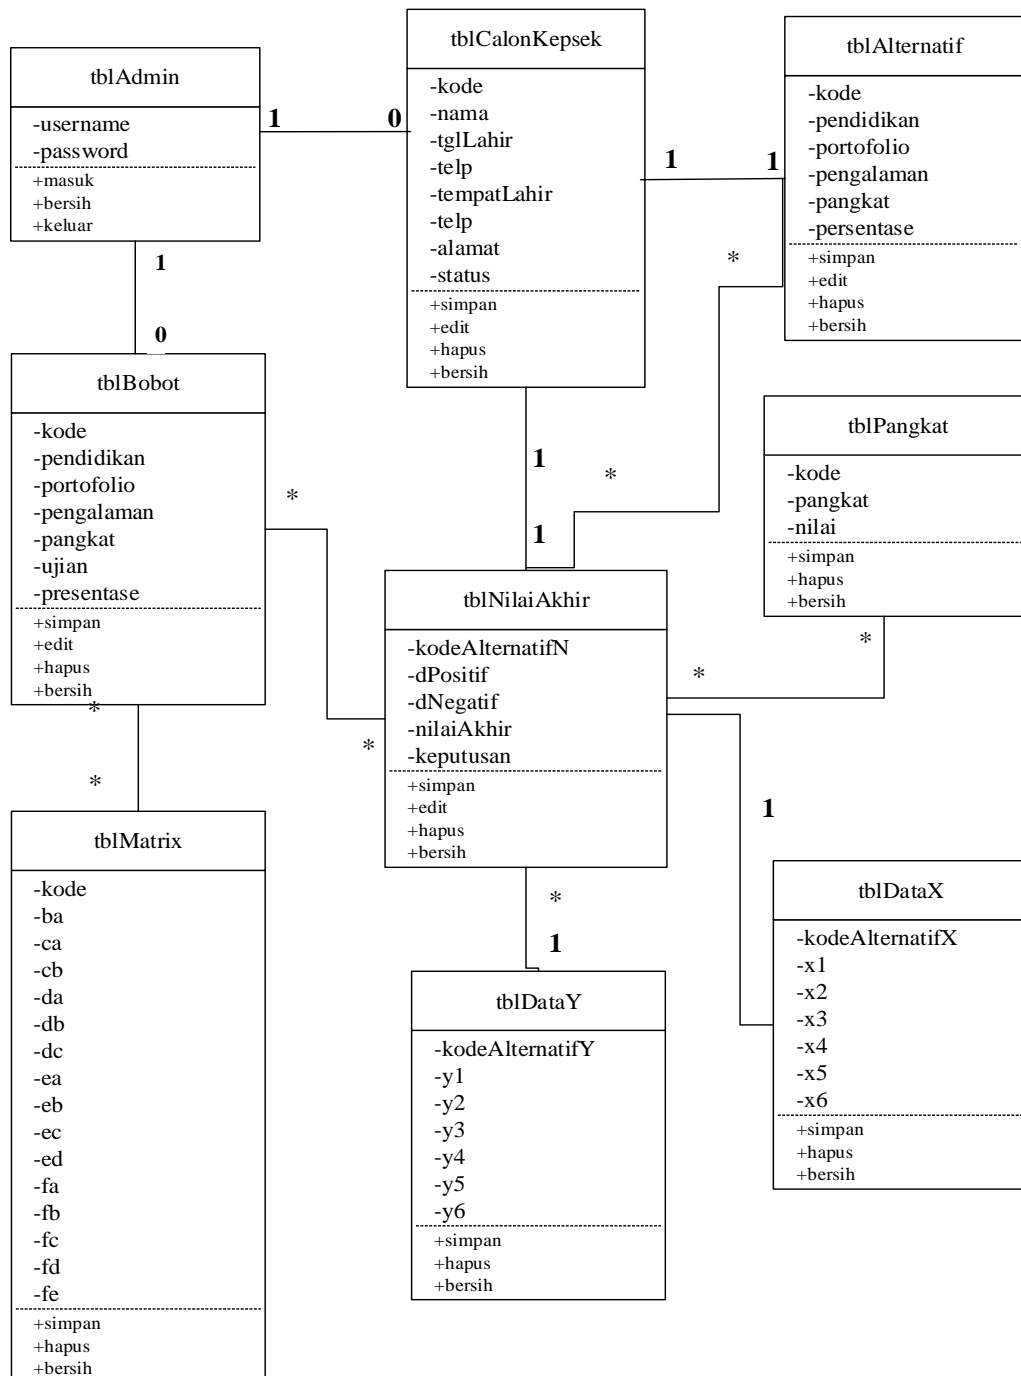 tblAdmin
-username
-password
+masuk
+bersih
+keluar
1
0
tblCalonKepsek
-kode
-nama
-tglLahir
-telp
-tempatLahir
-telp
-alamat
-status
+simpan
+edit
+hapus
+bersih
1
1
tblAlternatif
-kode
-pendidikan
-portofolio
-pengalaman
-pangkat
-persentase
+simpan
+edit
+hapus
+bersih
*
*
1
0
tblBobot
-kode
-pendidikan
-portofolio
-pengalaman
-pangkat
-ujian
-presentase
+simpan
+edit
+hapus
+bersih
*
*
1
1
tblPangkat
-kode
-pangkat
-nilai
+simpan
+hapus
+bersih
*
*
tblNilaiAkhir
-kodeAlternatifN
-dPositif
-dNegatif
-nilaiAkhir
-keputusan
+simpan
+edit
+hapus
+bersih
*
*
tblMatrix
-kode
-ba
-ca
-cb
-da
-db
-dc
-ea
-eb
-ec
-ed
-fa
-fb
-fc
-fd
-fe
+simpan
+hapus
+bersih
*
1
tblDataY
-kodeAlternatifY
-y1
-y2
-y3
-y4
-y5
-y6
+simpan
+hapus
+bersih
1
tblDataX
-kodeAlternatifX
-x1
-x2
-x3
-x4
-x5
-x6
+simpan
+hapus
+bersih